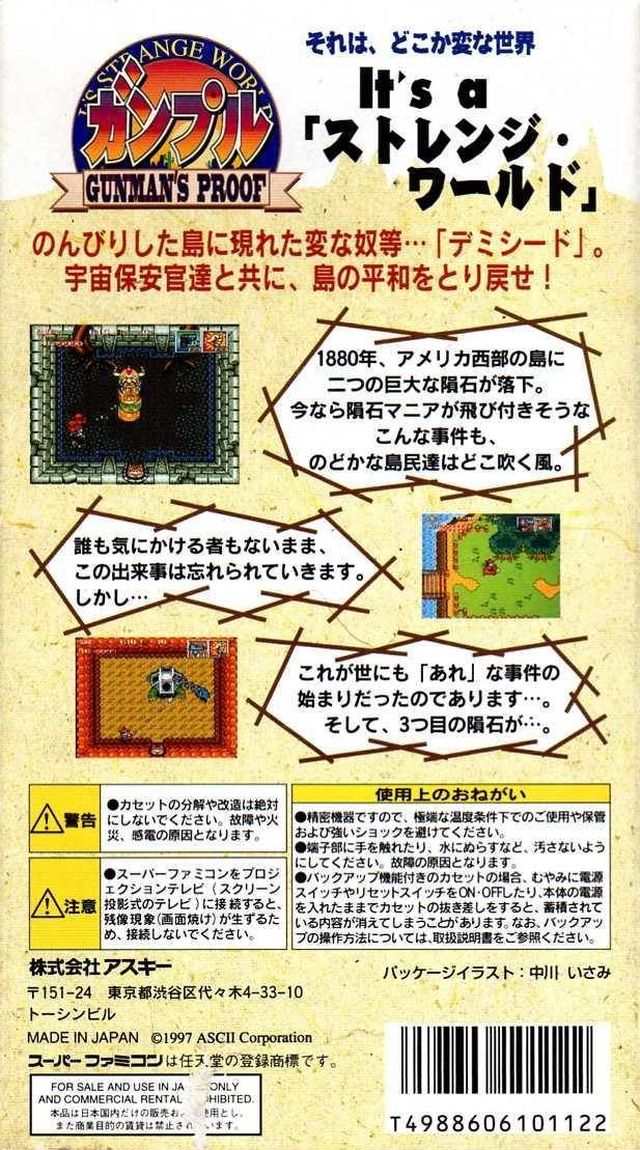 それは、どこか変な世界
It's a
「ストレンジ・
ワールド」
IT'S STRANGE WORLD
ガンプル
GUNMAN'S PROOF
のんびりした島に現れた変な奴等…「デミシード」。
宇宙保安官達と共に、島の平和をとり戻せ！
1880年、アメリカ西部の島に
二つの巨大な隕石が落下。
今なら隕石マニアが飛び付きそうな
こんな事件も、
のどかな島民達はどこ吹く風。
誰も気にかける者もないまま、
この出来事は忘れられていきます。
しかし…
これが世にも「あれ」な事件の
始まりだったのであります…。
そして、3つ目の隕石が…。
警告
●カセットの分解や改造は絶対
にしないでください。故障や火
災、感電の原因となります。
注意
●スーパーファミコンをプロジ
ェクションテレビ（スクリーン
投影式のテレビ）に接続すると、
残像現象(画面焼け)が生ずるた
め、接続しないでください。
使用上のおねがい
●精密機器ですので、極端な温度条件下でのご使用や保管
および強いショックを避けてください。
●端子部に手を触れたり、水にぬらすなど、汚さないよう
にしてください。故障の原因となります。
●バックアップ機能付きのカセットの場合、むやみに電源
スイッチやリセットスイッチをON・OFFしたり、本体の電源
を入れたままでカセットの抜き差しをすると、蓄積されて
いる内容が消えてしまうことがあります。なお、バックアッ
プの操作方法については、取扱説明書をご参照ください。
株式会社アスキー
〒151-24 東京都渋谷区代々木4-33-10
トーシンビル
MADE IN JAPAN ©1997 ASCII Corporation
スーパーファミコンは任天堂の登録商標です。
パッケージイラスト：中川 いさみ
FOR SALE AND USE IN JA ONLY
AND COMMERCIAL RENTAL HIBITED.
本品は日本国内だけの販売お 使用とし、
また商業目的の賃貸は禁止され
T4988606101122